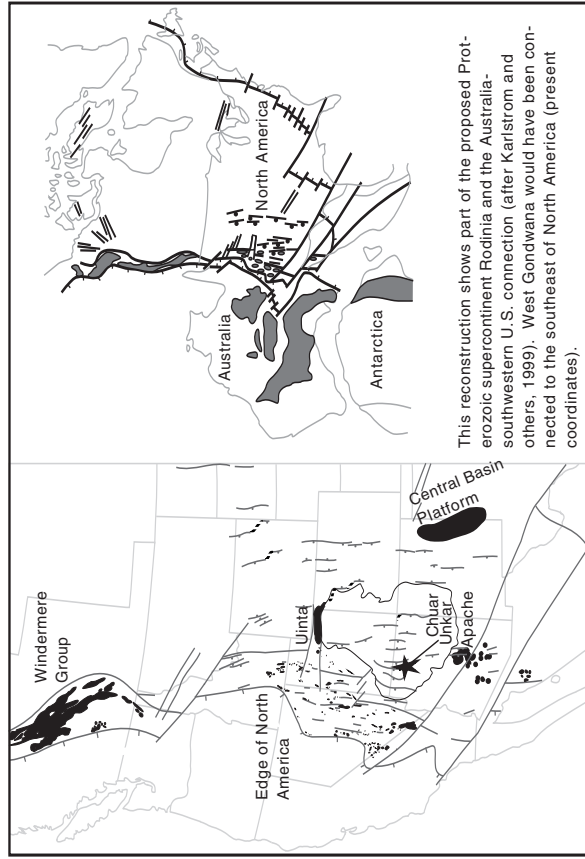 Windermere
Group
Edge of North
America
Uinta
Chuar
Unkar
Apache
Central Basin
Platform
Australia
North America
Antarctica
This reconstruction shows part of the proposed Prot-
erozoic supercontinent Rodinia and the Australia-
southwestern U.S. connection (after Karlstrom and
others, 1999). West Gondwana would have been con-
nected to the southeast of North America (present
coordinates).